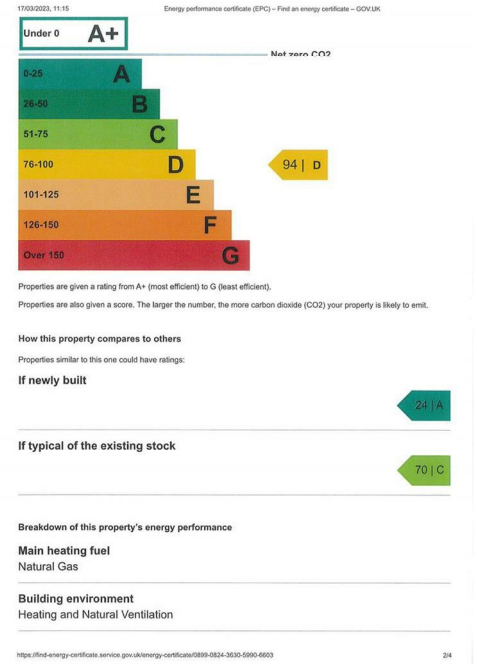 17/03/2023, 11:15 Energy performance certificate (EPC) – Find an energy certificate – GOV.UK
Under 0 A+
Net zero CO2
0-25 A
26-50 B
51-75 C
76-100 D 94 | D
101-125 E
126-150 F
Over 150 G
Properties are given a rating from A+ (most efficient) to G (least efficient).
Properties are also given a score. The larger the number, the more carbon dioxide (CO2) your property is likely to emit.
How this property compares to others
Properties similar to this one could have ratings:
If newly built
24 | A
If typical of the existing stock
70 | C
Breakdown of this property's energy performance
Main heating fuel
Natural Gas
Building environment
Heating and Natural Ventilation
https://find-energy-certificate.service.gov.uk/energy-certificate/0899-0824-3630-5990-6603 2/4